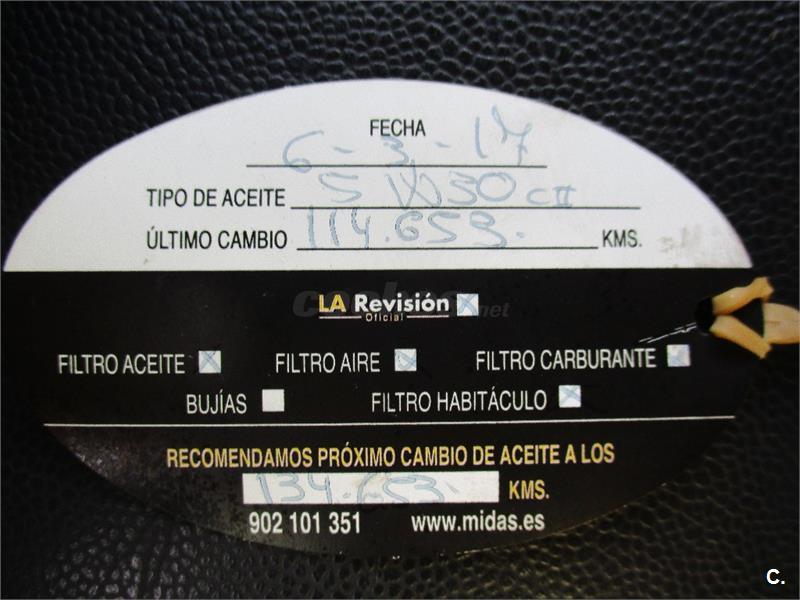 FECHA
6-3-17
TIPO DE ACEITE 5W30 CII
ÚLTIMO CAMBIO 114.653. KMS.
LA Revisión
Oficial
FILTRO ACEITE FILTRO AIRE FILTRO CARBURANTE
BUJÍAS FILTRO HABITÁCULO
RECOMENDAMOS PRÓXIMO CAMBIO DE ACEITE A LOS
134.653. KMS.
902 101 351 www.midas.es
C.